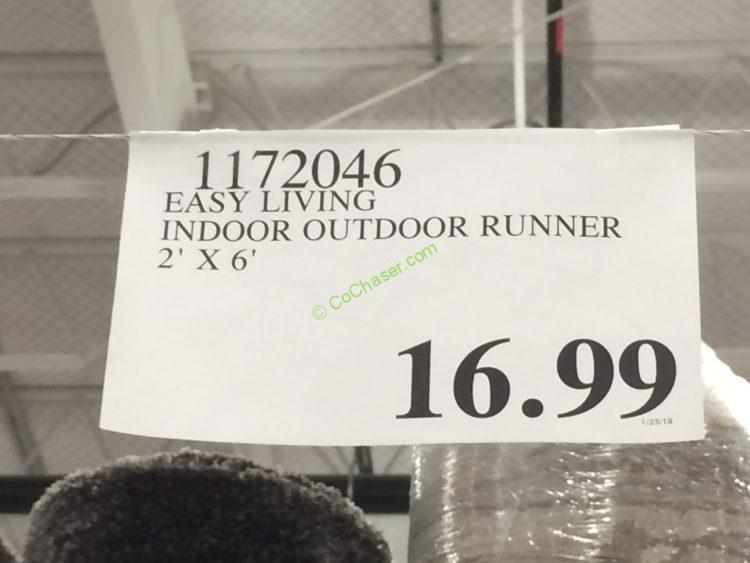 1172046
EASY LIVING
INDOOR OUTDOOR RUNNER
2' X 6'
© CoChaser.com
16.99
1/23/19